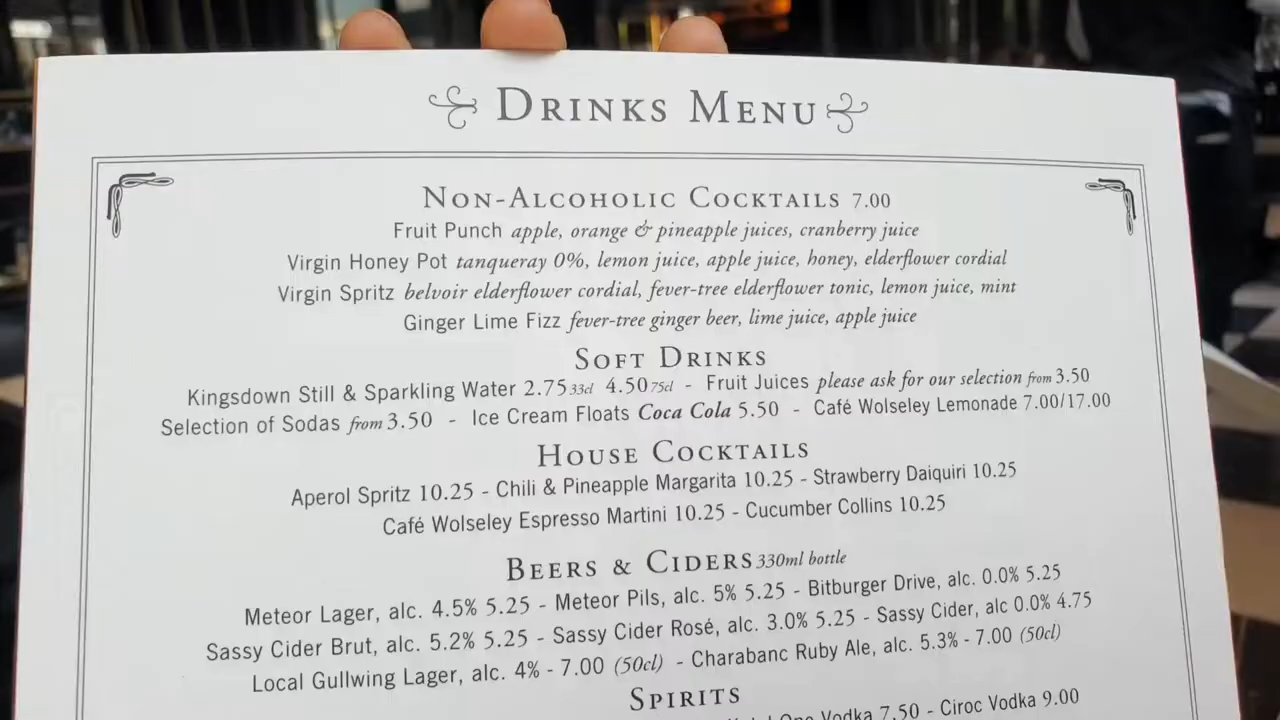 DRINKS MENU
NON-ALCOHOLIC COCKTAILS 7.00
Fruit Punch apple, orange & pineapple juices, cranberry juice
Virgin Honey Pot tanqueray 0%, lemon juice, apple juice, honey, elderflower cordial
Virgin Spritz belvoir elderflower cordial, fever-tree elderflower tonic, lemon juice, mint
Ginger Lime Fizz fever-tree ginger beer, lime juice, apple juice
SOFT DRINKS
Kingsdown Still & Sparkling Water 2.75 33cl 4.50 75cl - Fruit Juices please ask for our selection from 3.50
Selection of Sodas from 3.50 - Ice Cream Floats Coca Cola 5.50 - Café Wolseley Lemonade 7.00/17.00
HOUSE COCKTAILS
Aperol Spritz 10.25 - Chili & Pineapple Margarita 10.25 - Strawberry Daiquiri 10.25
Café Wolseley Espresso Martini 10.25 - Cucumber Collins 10.25
BEERS & CIDERS 330ml bottle
Meteor Lager, alc. 4.5% 5.25 - Meteor Pils, alc. 5% 5.25 - Bitburger Drive, alc. 0.0% 5.25
Sassy Cider Brut, alc. 5.2% 5.25 - Sassy Cider Rosé, alc. 3.0% 5.25 - Sassy Cider, alc 0.0% 4.75
Local Gullwing Lager, alc. 4% - 7.00 (50cl) - Charabanc Ruby Ale, alc. 5.3% - 7.00 (50cl)
SPIRITS
One Vodka 7.50 - Ciroc Vodka 9.00